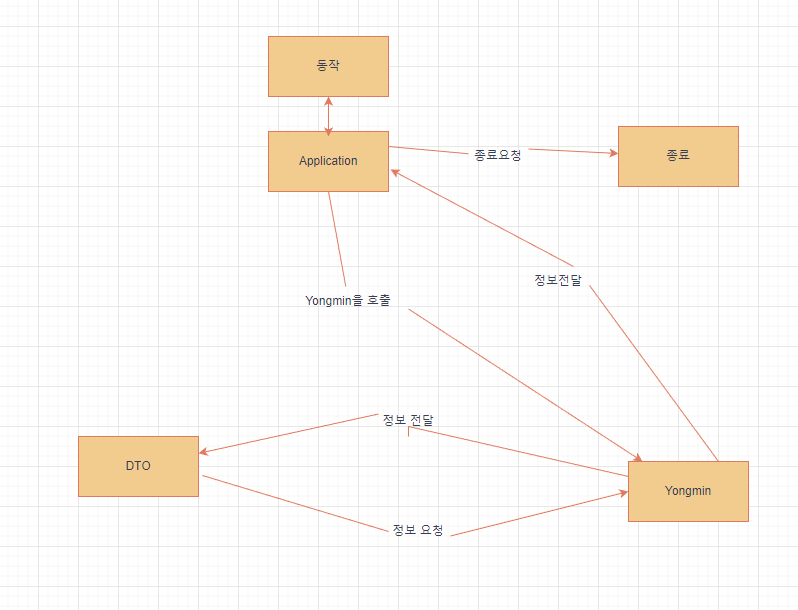 동작
Application
종료요청
종료
정보전달
Yongmin을 호출
정보 전달
DTO
Yongmin
정보 요청